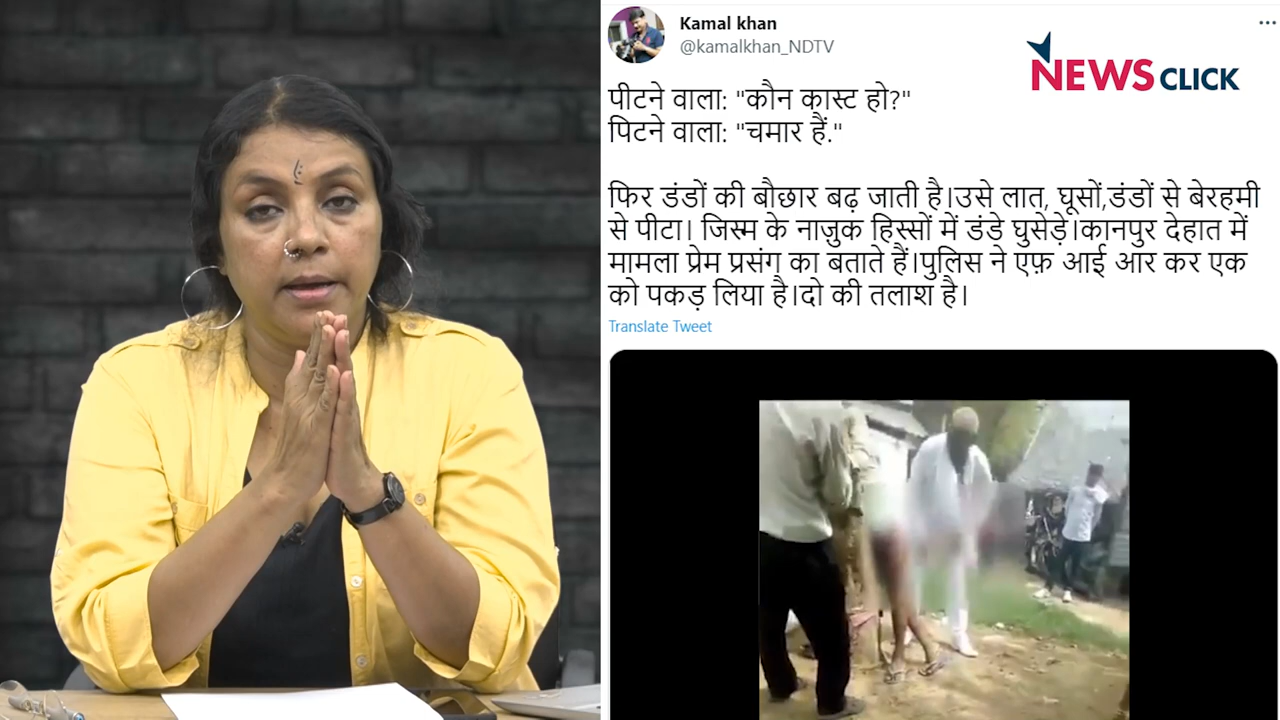 Kamal khan
@kamalkhan_NDTV
NEWSCLICK
पीटने वाला: "कौन कास्ट हो?"
पिटने वाला: "चमार हैं."
फिर डंडों की बौछार बढ़ जाती है।उसे लात, घूसों,डंडों से बेरहमी
से पीटा। जिस्म के नाज़ुक हिस्सों में डंडे घुसेड़े।कानपुर देहात में
मामला प्रेम प्रसंग का बताते हैं।पुलिस ने एफ़ आई आर कर एक
को पकड़ लिया है।दो की तलाश है।
Translate Tweet